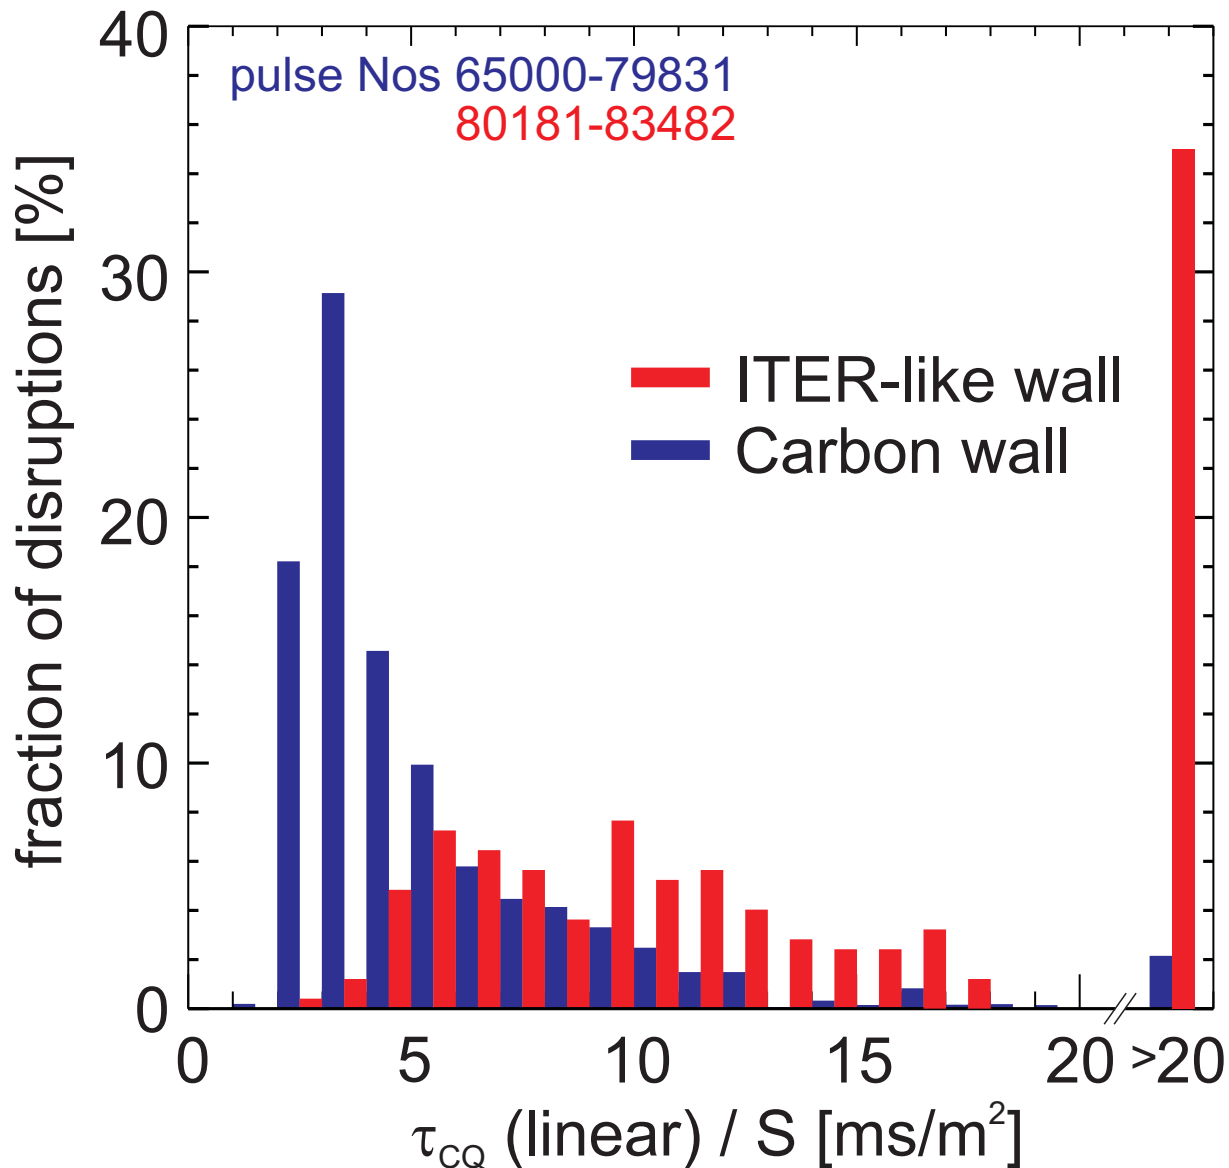 pulse Nos 65000-79831
80181-83482
fraction of disruptions [%]
40
30
20
10
0
ITER-like wall
Carbon wall
0 5 10 15 20 >20
τCQ (linear) / S [ms/m²]